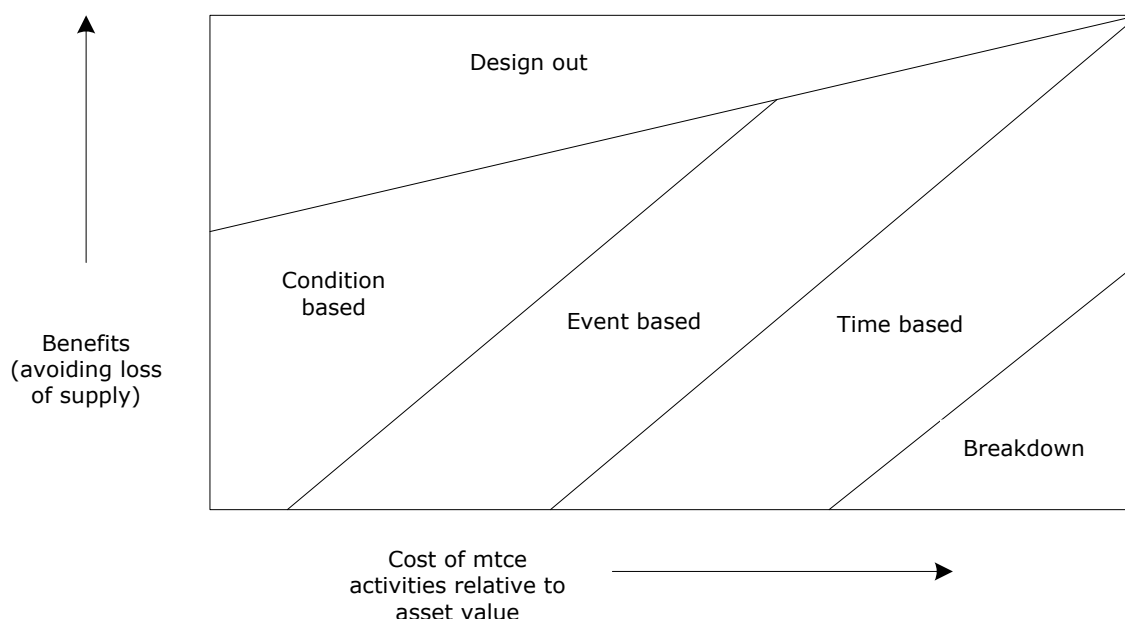 Design out
Condition
based
Event based
Time based
Benefits
(avoiding loss
of supply)
Breakdown
Cost of mtce
activities relative to
asset value